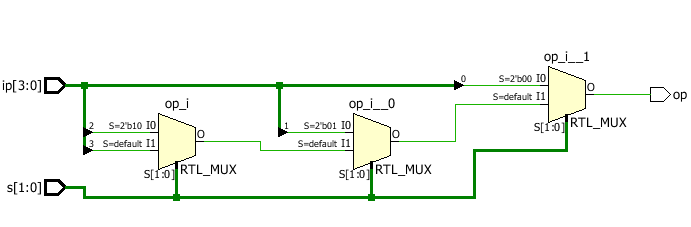 op_i__1
ip[3:0]
0
S=2'b00 I0
O
op
S=default I1
op_i
op_i__0
S[1:0]
RTL_MUX
2
S=2'b10 I0
O
1
S=2'b01 I0
O
3
S=default I1
S=default I1
S[1:0]
RTL_MUX
S[1:0]
RTL_MUX
s[1:0]